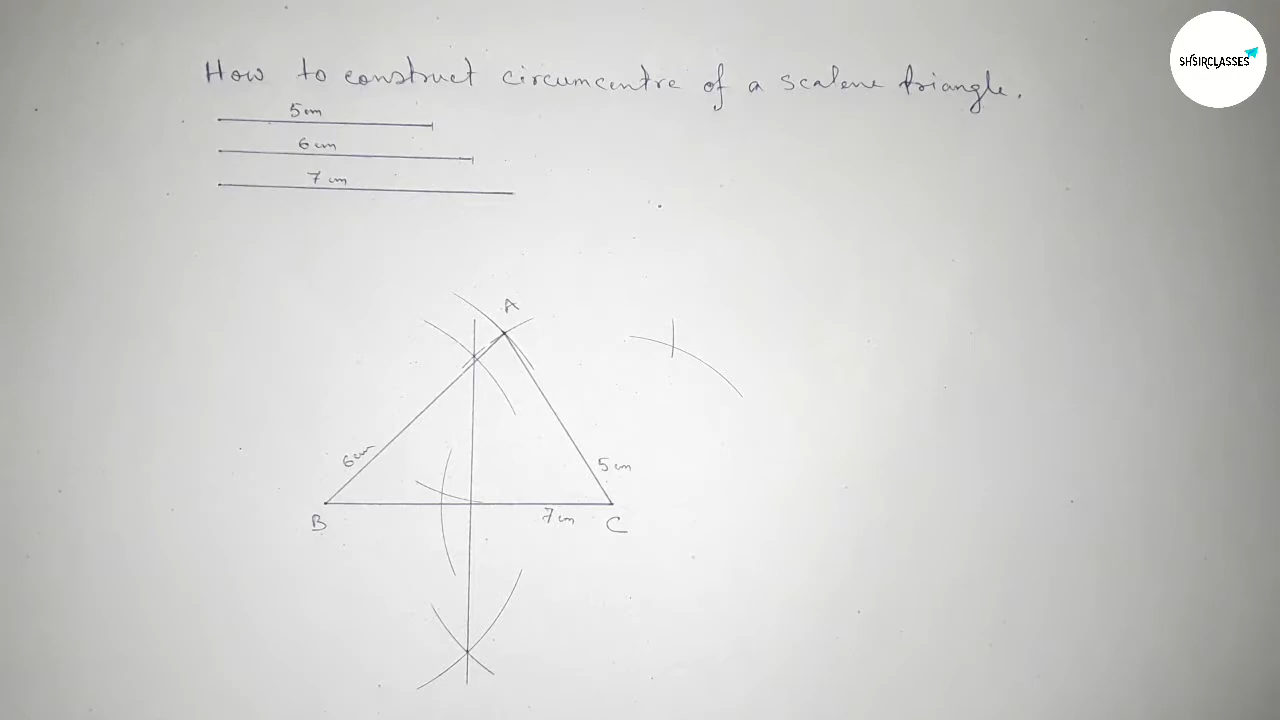 How to construct circumcentre of a scalene triangle.
SHSIRCLASSES
5cm
6cm
7cm
A
6cm
5cm
B
7cm
C